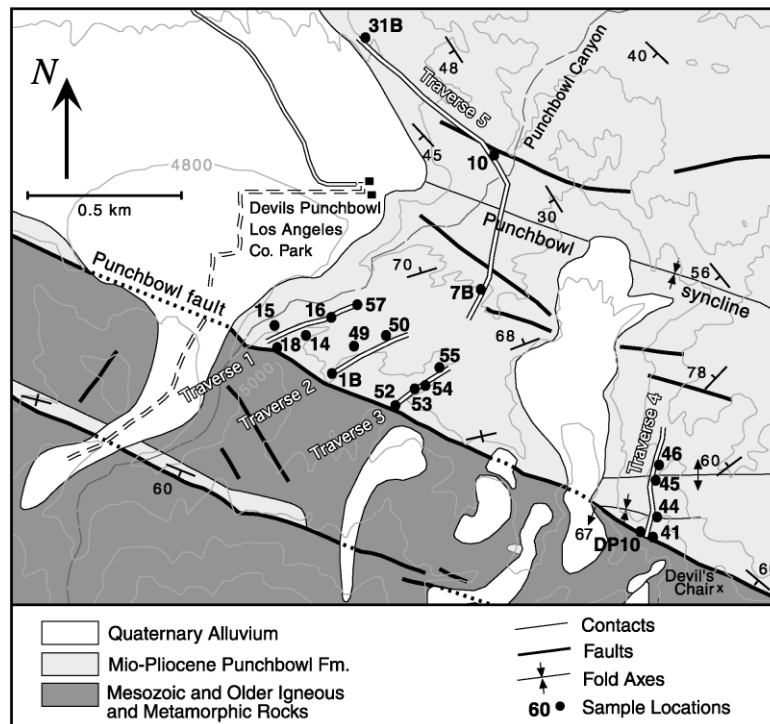 31B
48
40
N
Traverse 5
Punchbowl Canyon
45
10
4800
0.5 km
Devils Punchbowl
Los Angeles
Co. Park
30
Punchbowl
syncline
56
Punchbowl fault
70
7B
57
16
15
50
49
14
18
68
Traverse 1
5000
1B
55
Traverse 2
54
53
52
78
Traverse 3
Traverse 4
46
60
45
44
60
67
DP10
41
Devil's
Chair x
60
Quaternary Alluvium
Mio-Pliocene Punchbowl Fm.
Mesozoic and Older Igneous
and Metamorphic Rocks
Contacts
Faults
Fold Axes
60 Sample Locations